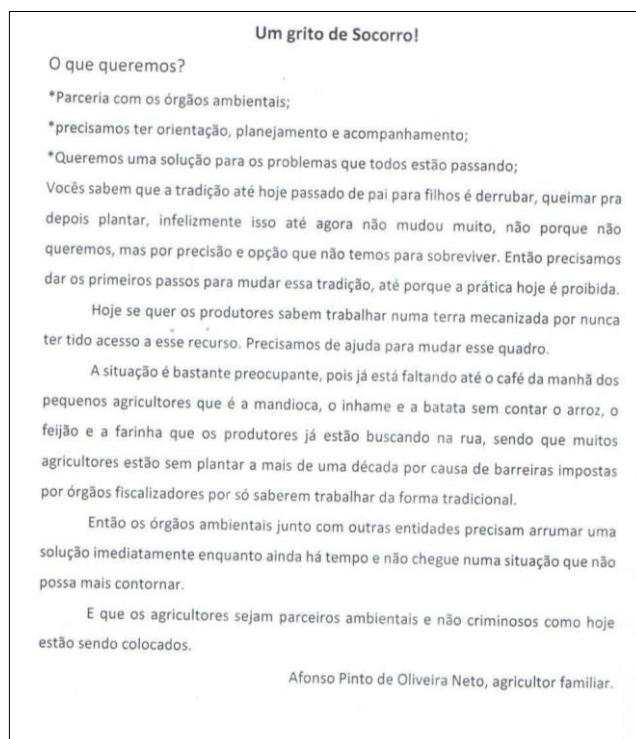 Um grito de Socorro!
O que queremos?
*Parceria com os órgãos ambientais;
*precisamos ter orientação, planejamento e acompanhamento;
*Queremos uma solução para os problemas que todos estão passando;
Vocês sabem que a tradição até hoje passado de pai para filhos é derrubar, queimar pra
depois plantar, infelizmente isso até agora não mudou muito, não porque não
queremos, mas por precisão e opção que não temos para sobreviver. Então precisamos
dar os primeiros passos para mudar essa tradição, até porque a prática hoje é proibida.
Hoje se quer os produtores sabem trabalhar numa terra mecanizada por nunca
ter tido acesso a esse recurso. Precisamos de ajuda para mudar esse quadro.
A situação é bastante preocupante, pois já está faltando até o café da manhã dos
pequenos agricultores que é a mandioca, o inhame e a batata sem contar o arroz, o
feijão e a farinha que os produtores já estão buscando na rua, sendo que muitos
agricultores estão sem plantar a mais de uma década por causa de barreiras impostas
por órgãos fiscalizadores por só saberem trabalhar da forma tradicional.
Então os órgãos ambientais junto com outras entidades precisam arrumar uma
solução imediatamente enquanto ainda há tempo e não chegue numa situação que não
possa mais contornar.
E que os agricultores sejam parceiros ambientais e não criminosos como hoje
estão sendo colocados.
Afonso Pinto de Oliveira Neto, agricultor familiar.